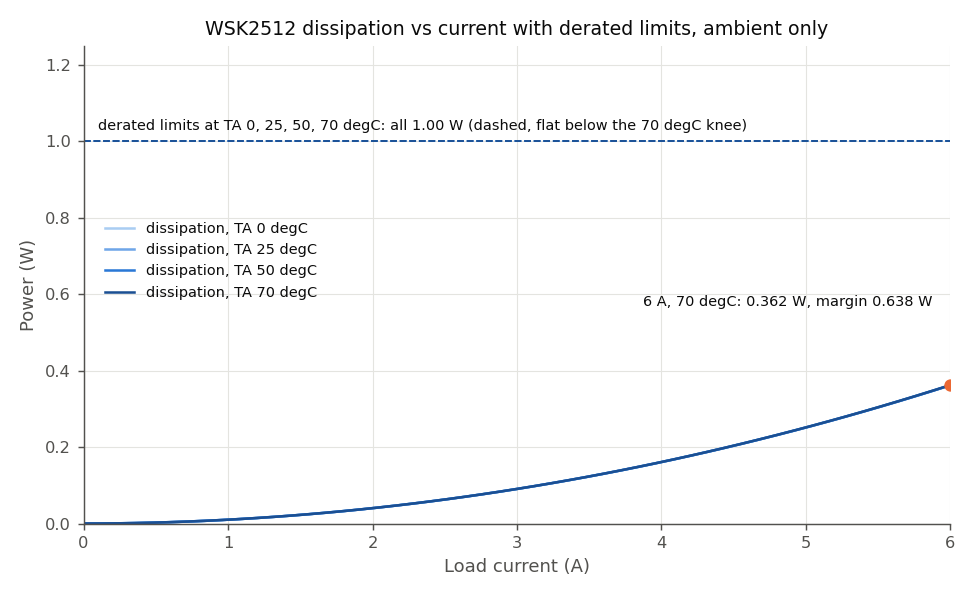 WSK2512 dissipation vs current with derated limits, ambient only
1.2
derated limits at TA 0, 25, 50, 70 degC: all 1.00 W (dashed, flat below the 70 degC knee)
1.0
0.8
dissipation, TA 0 degC
dissipation, TA 25 degC
dissipation, TA 50 degC
dissipation, TA 70 degC
0.6
6 A, 70 degC: 0.362 W, margin 0.638 W
0.4
0.2
0.0
Power (W)
0 1 2 3 4 5 6
Load current (A)